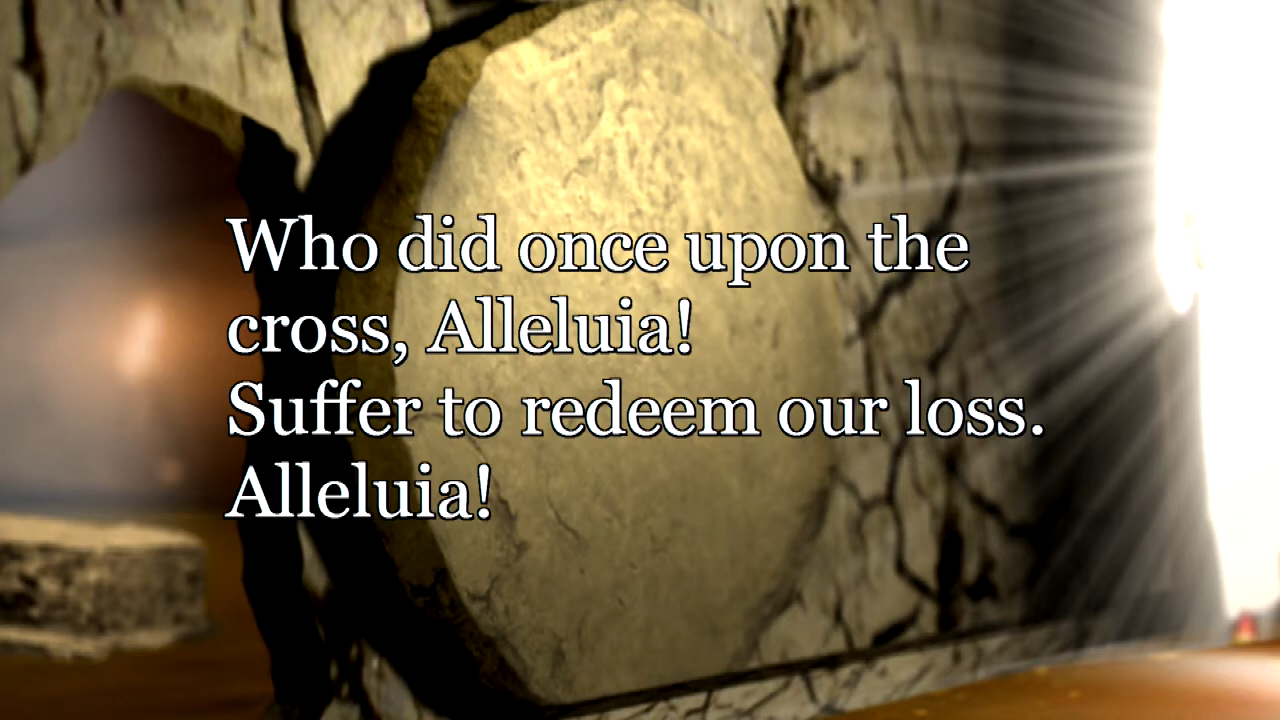 Who did once upon the
cross, Alleluia!
Suffer to redeem our loss.
Alleluia!